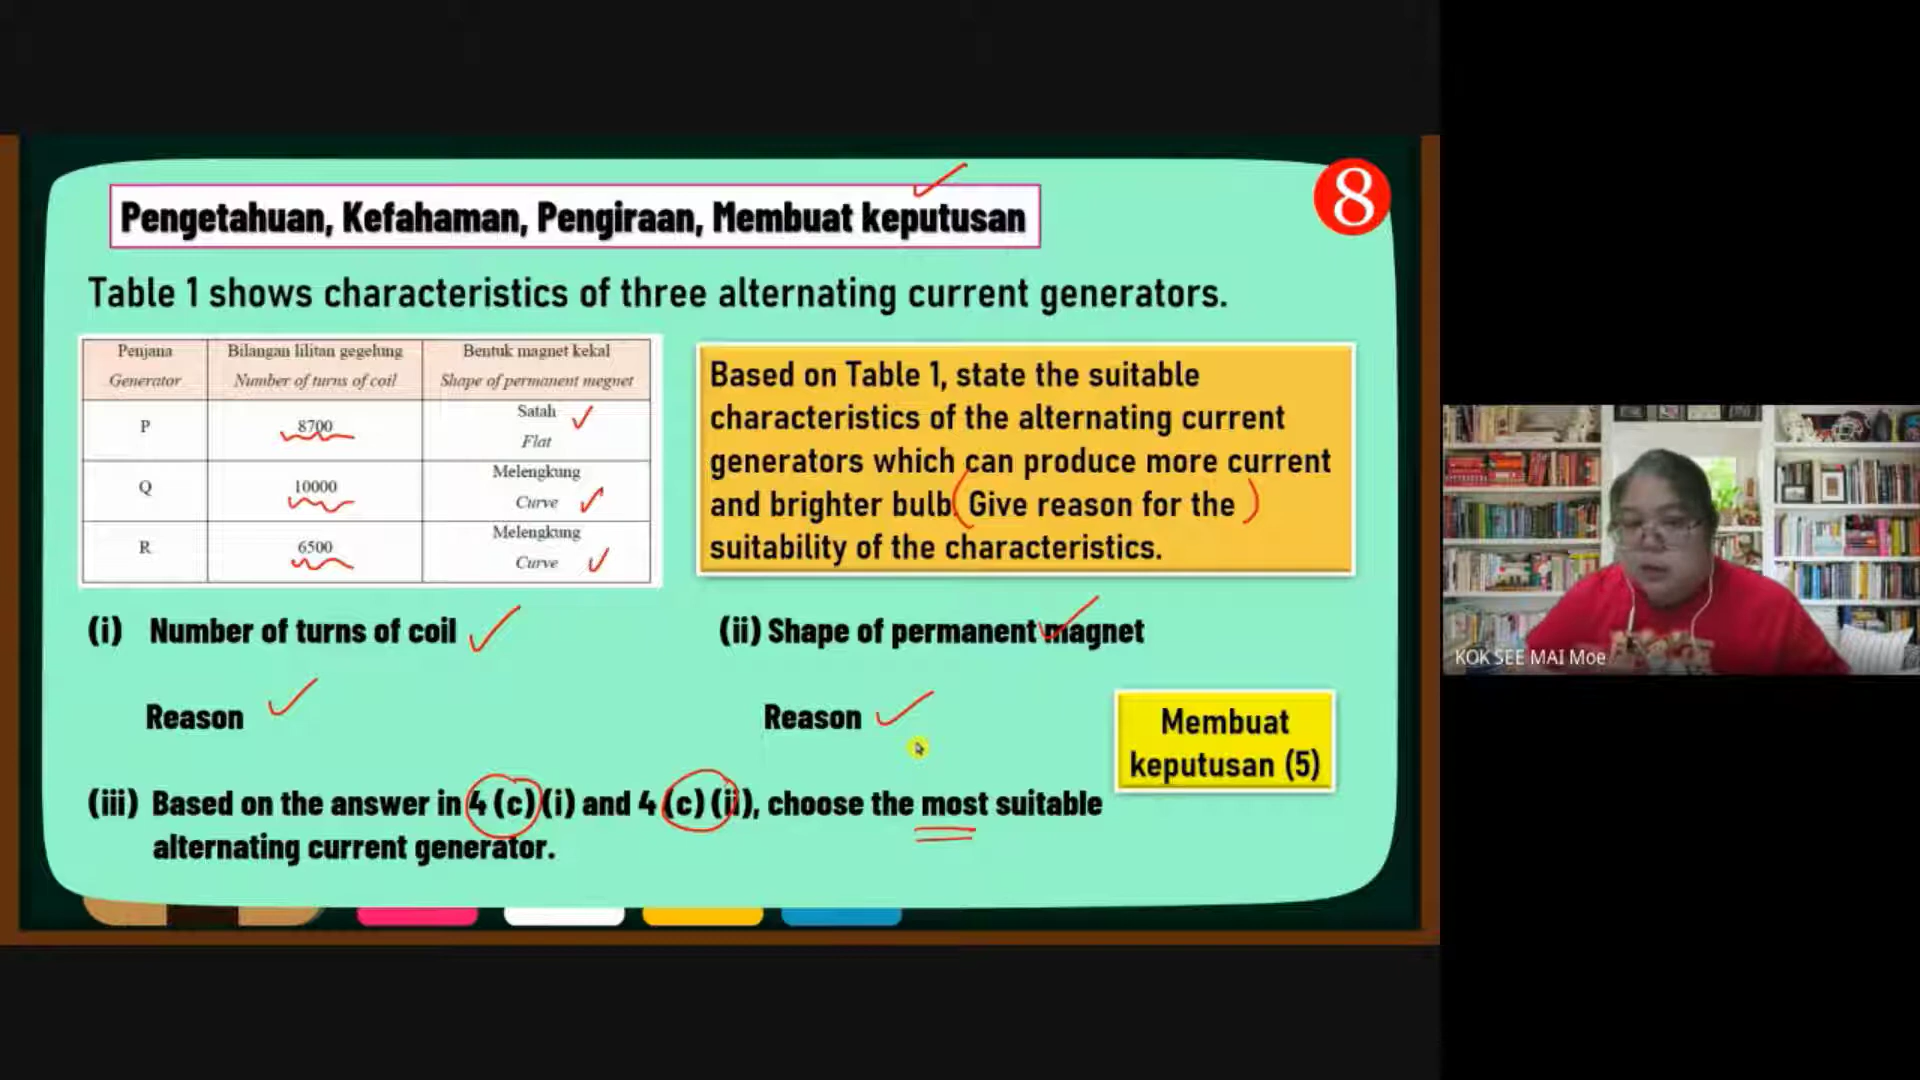 8
Pengetahuan, Kefahaman, Pengiraan, Membuat keputusan
Table 1 shows characteristics of three alternating current generators.
Penjana Bilangan lilitan gegelung Bentuk magnet kekal
Generator Number of turns of coil Shape of permanent megnet
P 8700 Satah
Flat
Q 10000 Melengkung
Curve
R 6500 Melengkung
Curve
Based on Table 1, state the suitable
characteristics of the alternating current
generators which can produce more current
and brighter bulb. Give reason for the
suitability of the characteristics.
(i) Number of turns of coil
Reason
(ii) Shape of permanent magnet
Reason
Membuat
keputusan (5)
(iii) Based on the answer in 4 (c) (i) and 4 (c) (ii), choose the most suitable
alternating current generator.
KOK SEE MAI Moe